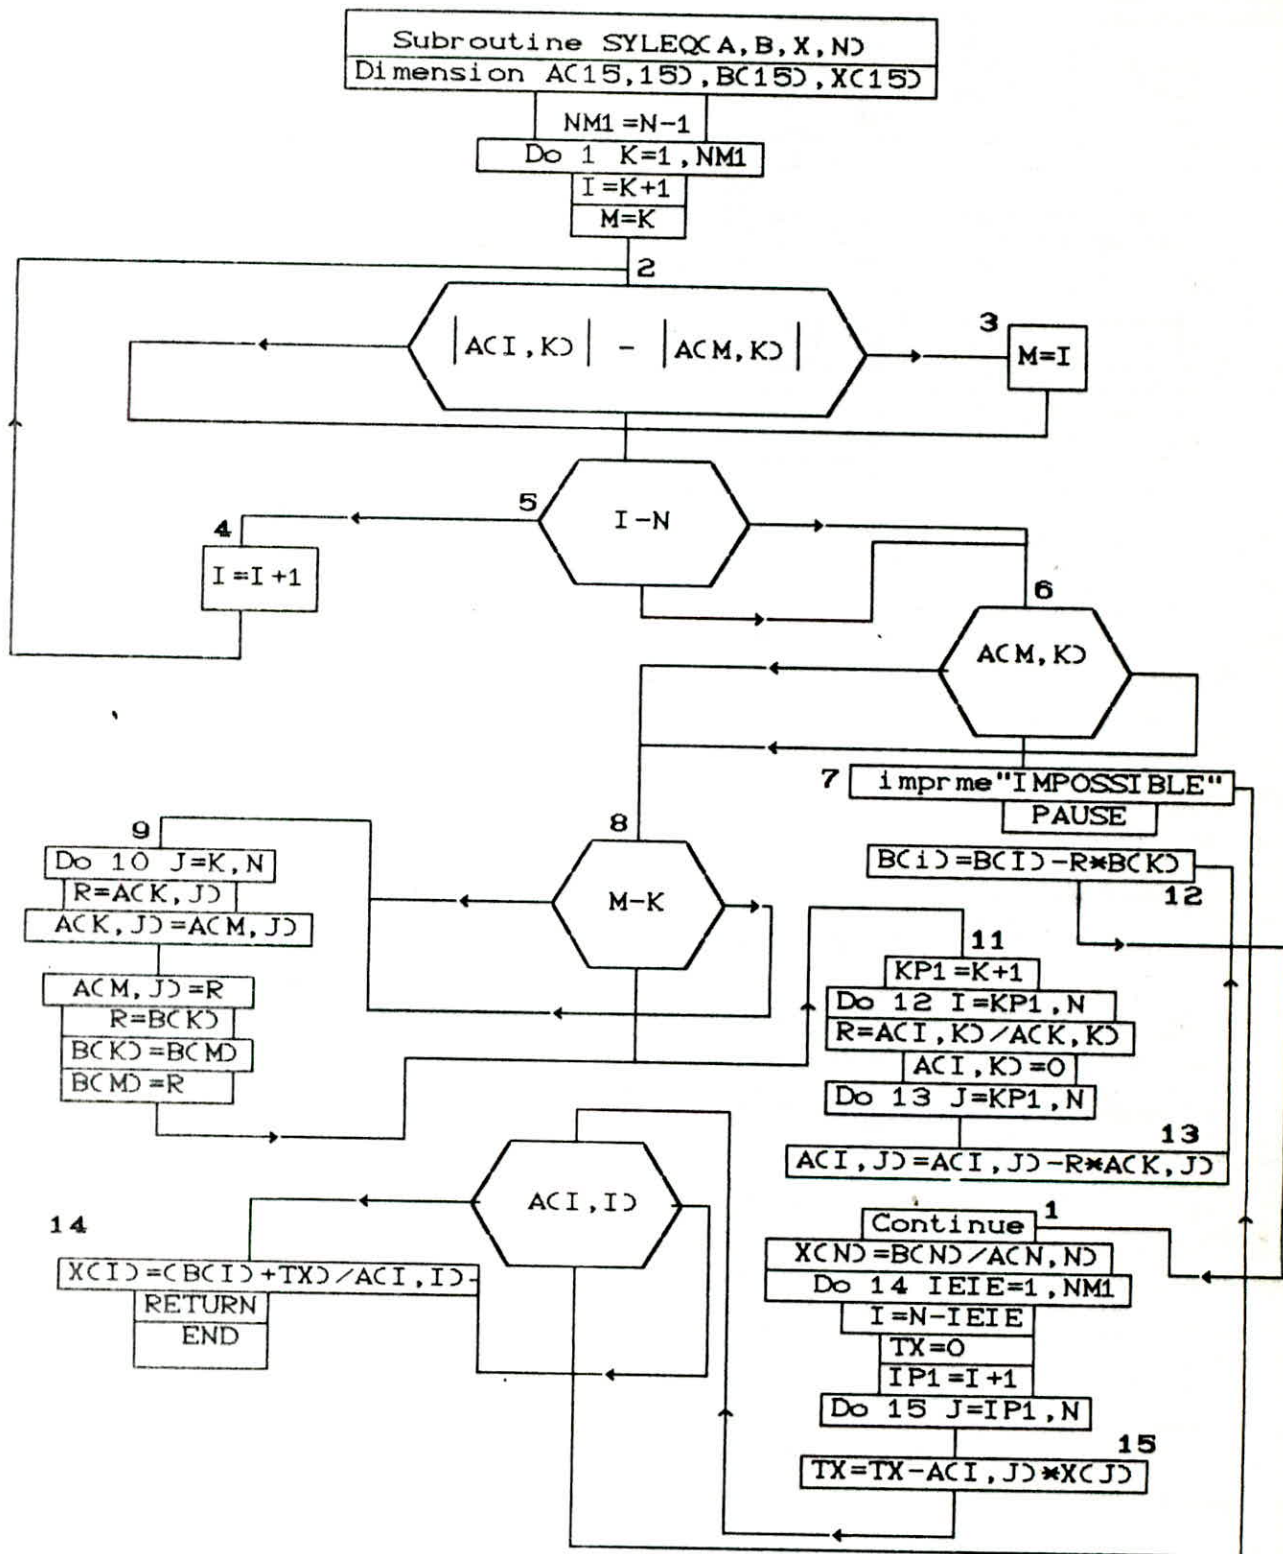 Subroutine SYLEQ(A,B,X,N)
Dimension A(15,15),B(15),X(15)
NM1=N-1
Do 1 K=1,NM1
I=K+1
M=K
2
|A(I,K)| - |A(M,K)|
3
M=I
5
I-N
4
I=I+1
6
A(M,K)
7
imprme"IMPOSSIBLE"
PAUSE
8
M-K
9
Do 10 J=K,N
R=A(K,J)
A(K,J)=A(M,J)
A(M,J)=R
R=B(K)
B(K)=B(M)
B(M)=R
B(i)=B(I)-R*B(K)
12
11
KP1=K+1
Do 12 I=KP1,N
R=A(I,K)/A(K,K)
A(I,K)=0
Do 13 J=KP1,N
13
A(I,J)=A(I,J)-R*A(K,J)
A(I,I)
14
X(I)=(B(I)+TX)/A(I,I)
RETURN
END
1
Continue
X(N)=B(N)/A(N,N)
Do 14 IEIE=1,NM1
I=N-IEIE
TX=0
IP1=I+1
Do 15 J=IP1,N
15
TX=TX-A(I,J)*X(J)